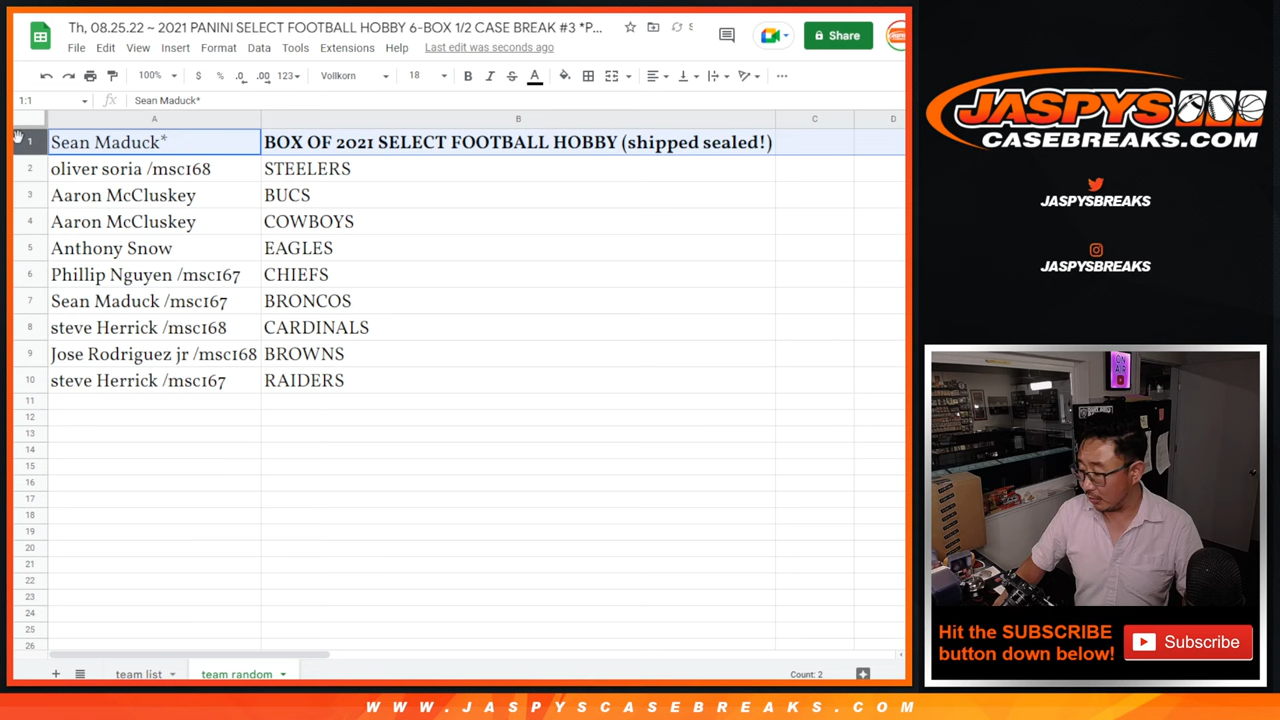 Th, 08.25.22 ~ 2021 PANINI SELECT FOOTBALL HOBBY 6-BOX 1/2 CASE BREAK #3 *P...
Share
File Edit View Insert Format Data Tools Extensions Help Last edit was seconds ago
100% $ % .0 .00 123 Vollkorn 18 B I S A
1:1 fx Sean Maduck*
A B C D
1 Sean Maduck* BOX OF 2021 SELECT FOOTBALL HOBBY (shipped sealed!)
2 oliver soria /msc168 STEELERS
3 Aaron McCluskey BUCS
4 Aaron McCluskey COWBOYS
5 Anthony Snow EAGLES
6 Phillip Nguyen /msc167 CHIEFS
7 Sean Maduck /msc167 BRONCOS
8 steve Herrick /msc168 CARDINALS
9 Jose Rodriguez jr /msc168 BROWNS
10 steve Herrick /msc167 RAIDERS
11
12
13
14
15
16
17
18
19
20
21
22
23
24
25
26
team list team random Count: 2
JASPYS
CASEBREAKS.COM
JASPYSBREAKS
JASPYSBREAKS
ON AIR
Hit the SUBSCRIBE
button down below!
Subscribe
WWW.JASPYSCASEBREAKS.COM